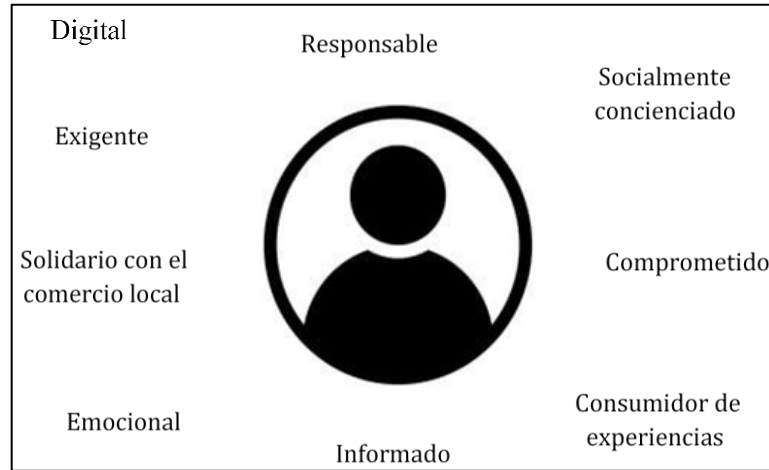 Digital
Responsable
Socialmente
concienciado
Exigente
Solidario con el
comercio local
Comprometido
Emocional
Consumidor de
experiencias
Informado